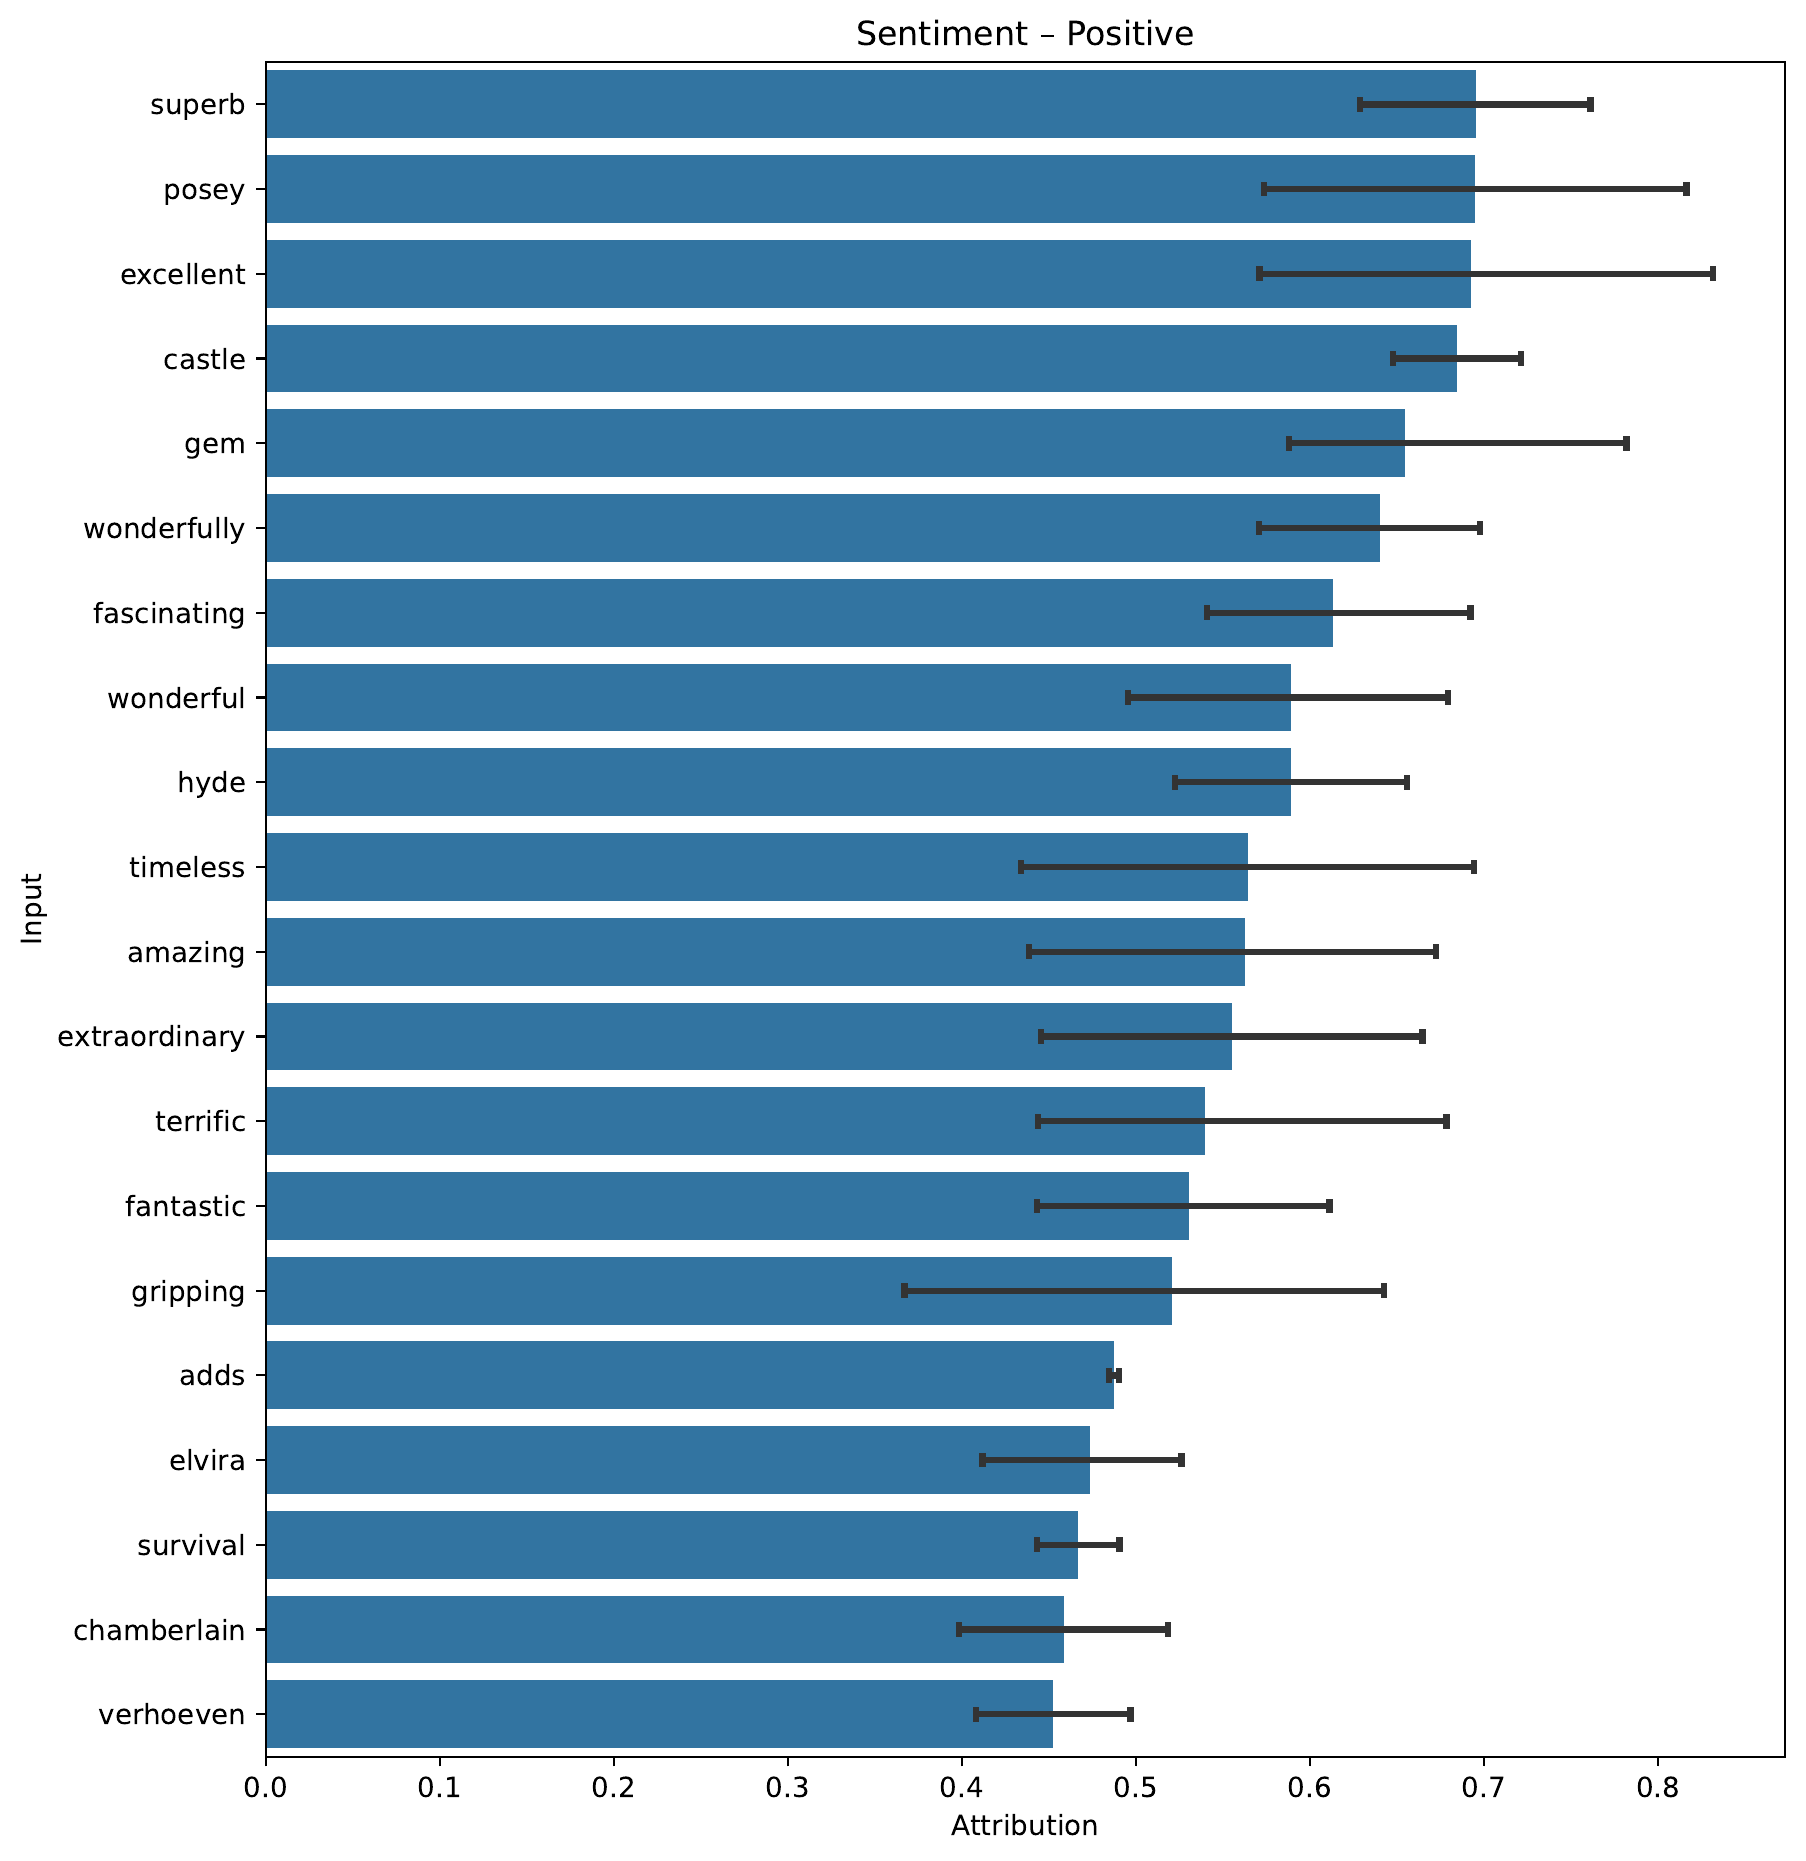 Sentiment – Positive
superb
posey
excellent
castle
gem
wonderfully
fascinating
wonderful
hyde
timeless
amazing
extraordinary
terrific
fantastic
gripping
adds
elvira
survival
chamberlain
verhoeven
Input
0.0 0.1 0.2 0.3 0.4 0.5 0.6 0.7 0.8
Attribution